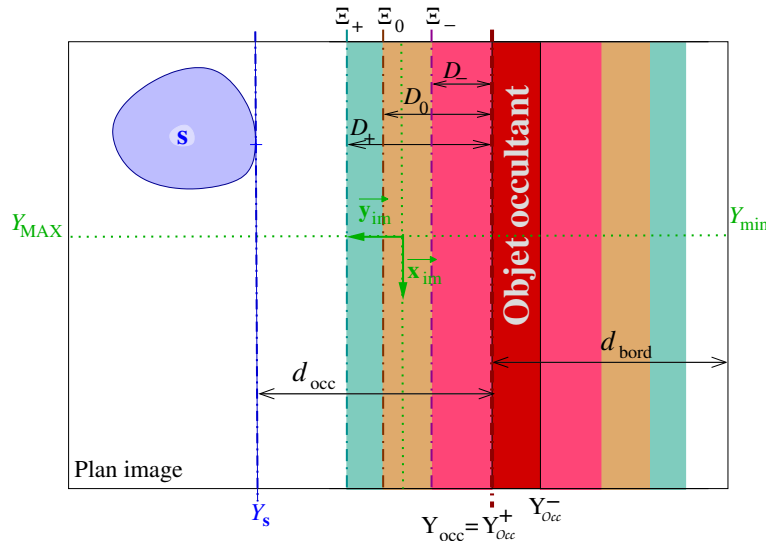 Ξ+ Ξ0 Ξ−
D−
D0
D+
s
Objet occultant
YMAX
yim
Ymin
xim
dbord
docc
Plan image
Ys
Yocc = Y+Occ
Y−Occ